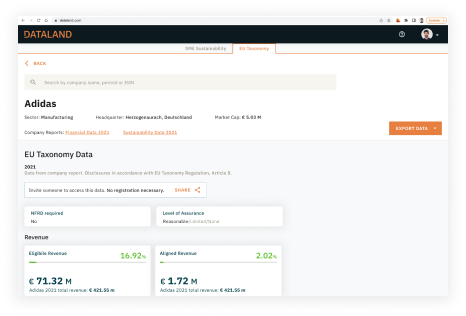 dataland.com
DATALAND
SME Sustainability EU Taxonomy
BACK
Search by company name, period or ISIN
Adidas
Sector: Manufacturing Headquarter: Herzogenaurach, Deutschland Market Cap: € 5.03 M
Company Reports: Financial Data 2021 Sustainability Data 2021
EXPORT DATA
EU Taxonomy Data
2021
Data from company report. Disclosures in accordance with EU Taxonomy Regulation, Article 8.
Invite someone to access this data. No registration necessary. SHARE
NFRD required
No
Level of Assurance
Reasonable/Limited/None
Revenue
Eligible Revenue 16.92%
Aligned Revenue 2.02%
€ 71.32 M
Adidas 2021 total revenue: € 421.55 m
€ 1.72 M
Adidas 2021 total revenue: € 421.55 m